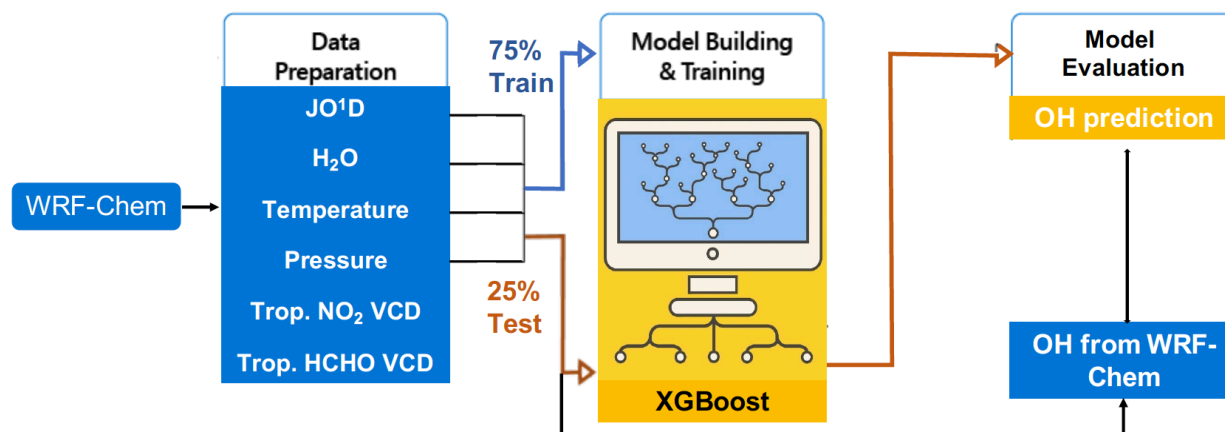 Data
Preparation
JO¹D
H₂O
Temperature
Pressure
Trop. NO₂ VCD
Trop. HCHO VCD
WRF-Chem
75%
Train
25%
Test
Model Building
& Training
XGBoost
Model
Evaluation
OH prediction
OH from WRF-
Chem